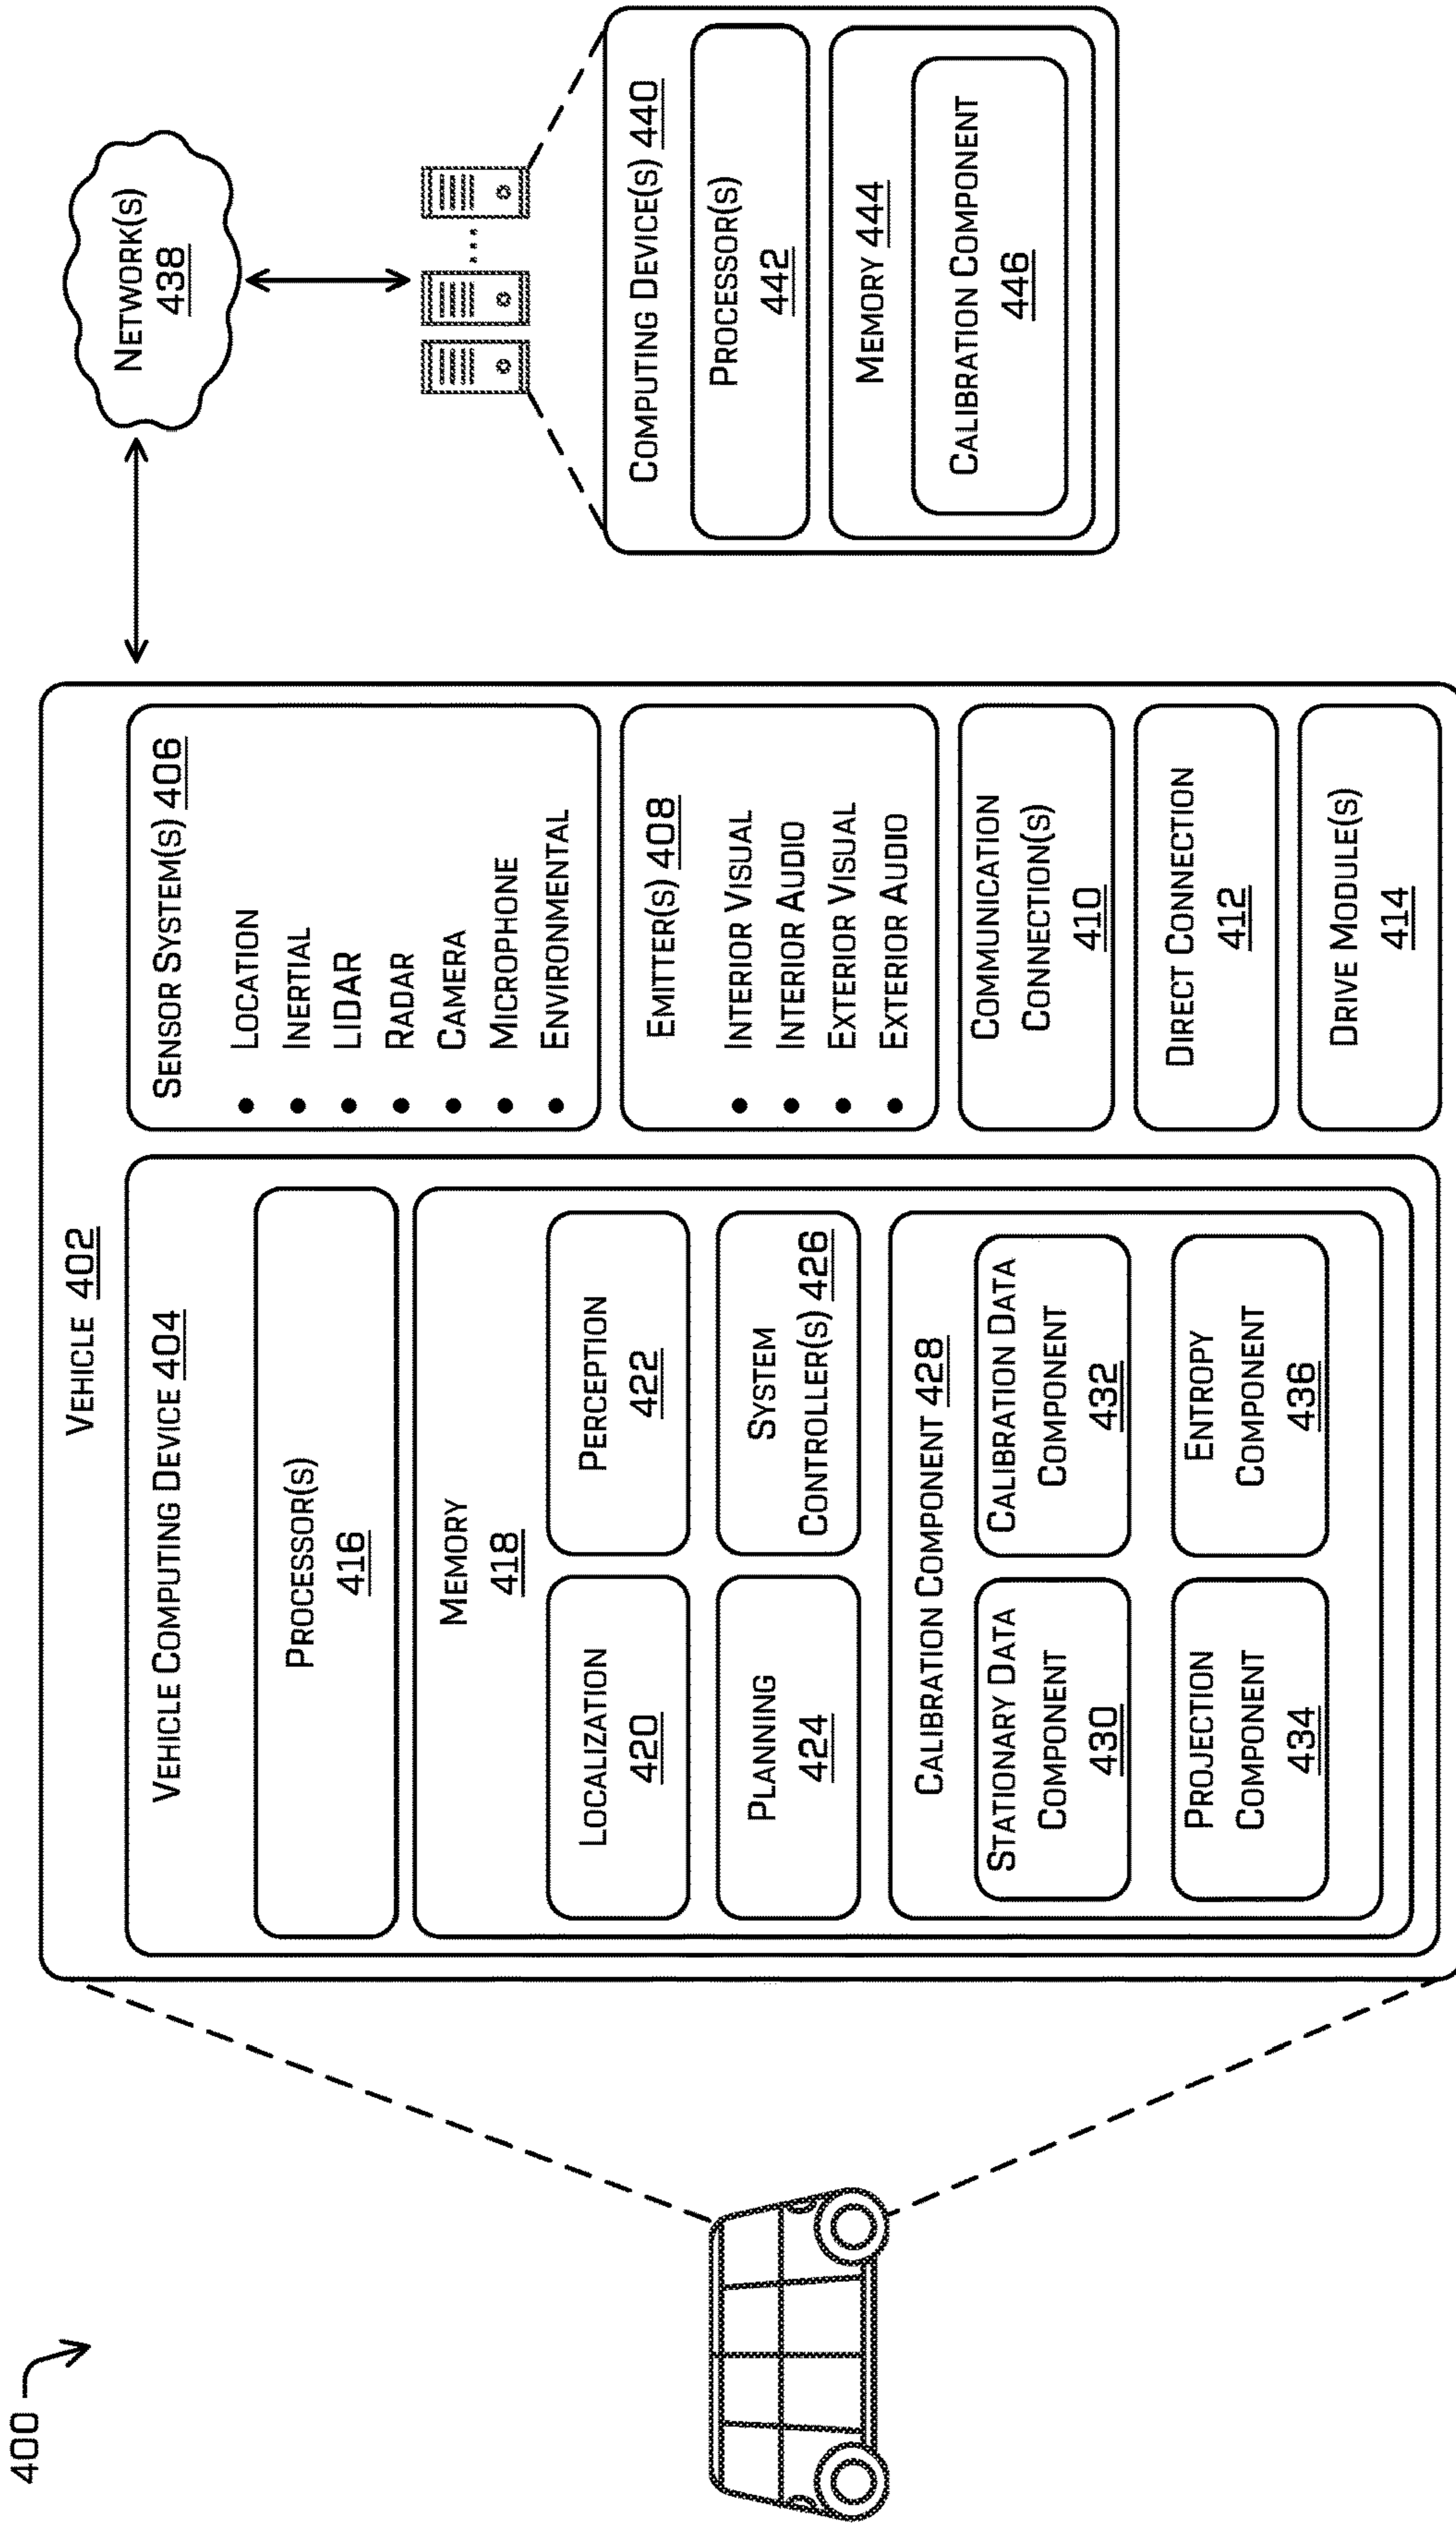 400
VEHICLE 402
VEHICLE COMPUTING DEVICE 404
PROCESSOR(S)
416
MEMORY
418
LOCALIZATION
420
PERCEPTION
422
PLANNING
424
SYSTEM
CONTROLLER(S) 426
CALIBRATION COMPONENT 428
STATIONARY DATA
COMPONENT
430
CALIBRATION DATA
COMPONENT
432
PROJECTION
COMPONENT
434
ENTROPY
COMPONENT
436
SENSOR SYSTEM(S) 406
• LOCATION
• INERTIAL
• LIDAR
• RADAR
• CAMERA
• MICROPHONE
• ENVIRONMENTAL
EMITTER(S) 408
• INTERIOR VISUAL
• INTERIOR AUDIO
• EXTERIOR VISUAL
• EXTERIOR AUDIO
COMMUNICATION
CONNECTION(S)
410
DIRECT CONNECTION
412
DRIVE MODULE(S)
414
NETWORK(S)
438
...
COMPUTING DEVICE(S) 440
PROCESSOR(S)
442
MEMORY 444
CALIBRATION COMPONENT
446